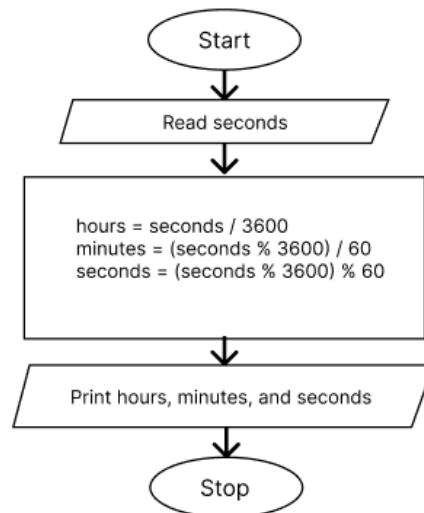 Start
Read seconds
hours = seconds / 3600
minutes = (seconds % 3600) / 60
seconds = (seconds % 3600) % 60
Print hours, minutes, and seconds
Stop